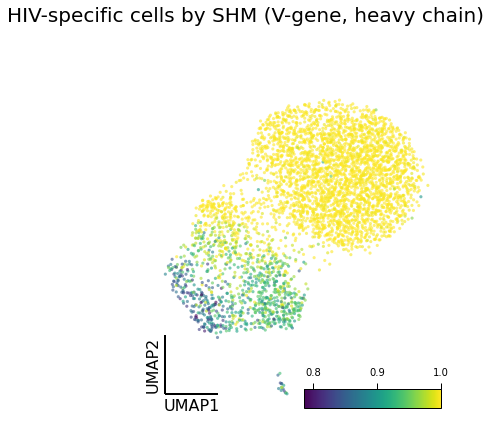 HIV-specific cells by SHM (V-gene, heavy chain)
UMAP2
UMAP1
0.8 0.9 1.0